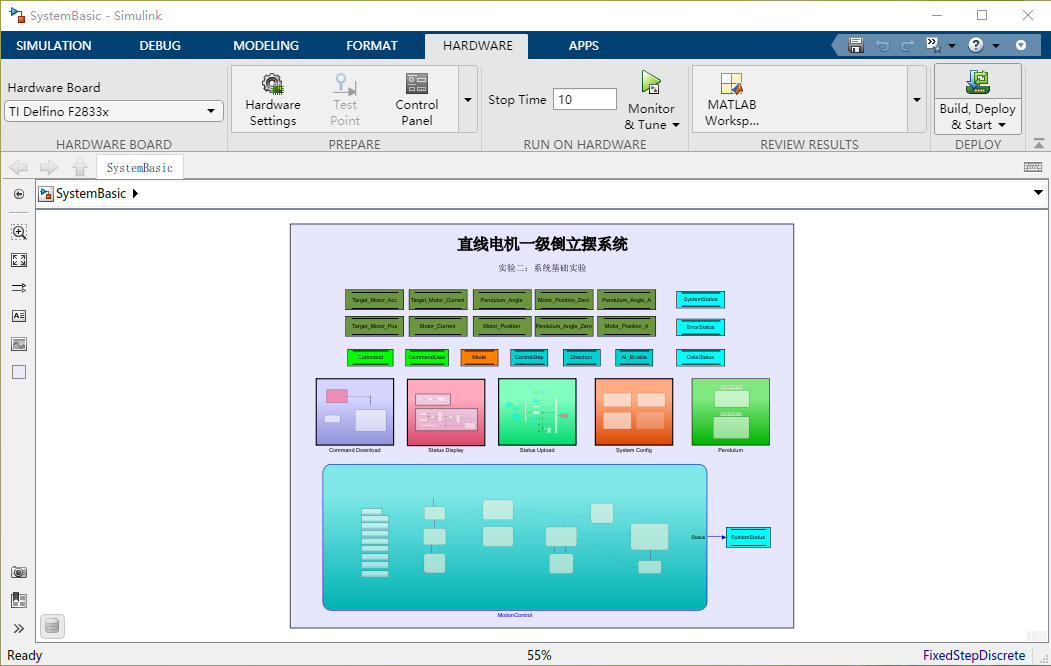 SystemBasic - Simulink
SIMULATION DEBUG MODELING FORMAT HARDWARE APPS
Hardware Board
TI Delfino F2833x
HARDWARE BOARD
Hardware Settings
Test Point
Control Panel
PREPARE
Stop Time 10
Monitor & Tune
RUN ON HARDWARE
MATLAB Worksp...
REVIEW RESULTS
Build, Deploy & Start
DEPLOY
SystemBasic
SystemBasic
直线电机一级倒立摆系统
实验二：系统基础实验
Target_Motor_Acc Target_Motor_Current Pendulum_Angle Motor_Position_Zero Pendulum_Angle_A SystemStatus
Target_Motor_Pos Motor_Current Motor_Position Pendulum_Angle_Zero Motor_Position_A ErrorStatus
Command CommandData Mode ControlStep Direction AI_Enable DataStatus
Command Download Status Display Status Upload System Config Pendulum
Status SystemStatus
MotionControl
Ready 55% FixedStepDiscrete